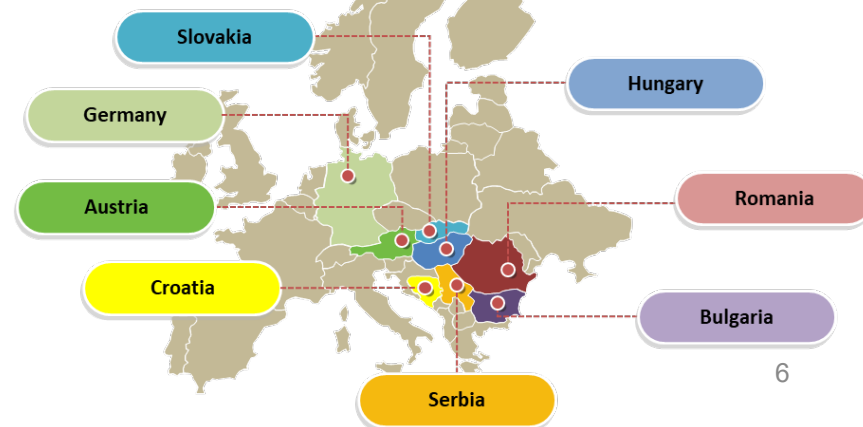 Slovakia
Hungary
Germany
Romania
Austria
Croatia
Bulgaria
6
Serbia